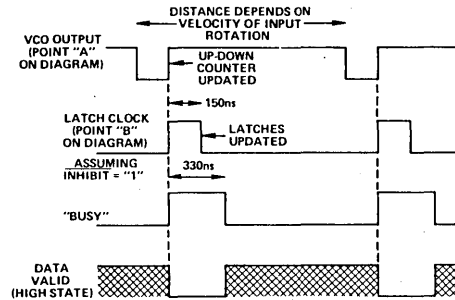 DISTANCE DEPENDS ON
VELOCITY OF INPUT
ROTATION
VCO OUTPUT
(POINT "A"
ON DIAGRAM)
UP-DOWN
COUNTER
UPDATED
150ns
LATCH CLOCK
(POINT "B"
ON DIAGRAM)
LATCHES
UPDATED
ASSUMING
INHIBIT = "1"
330ns
"BUSY"
DATA
VALID
(HIGH STATE)